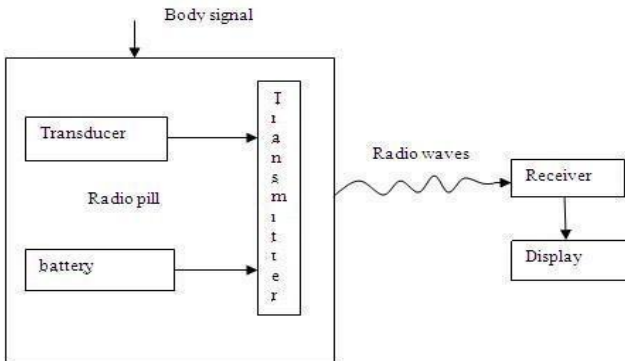 Body signal
Transducer
Transmitter
Radio pill
battery
Radio waves
Receiver
Display